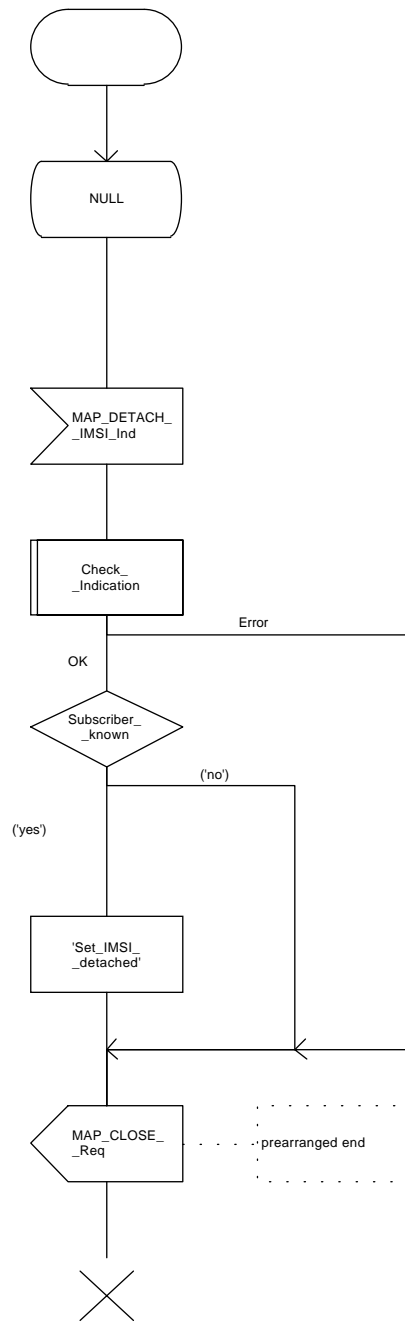 NULL
MAP_DETACH_
_IMSI_Ind
Check_
_Indication
Error
OK
Subscriber_
_known
('no')
('yes')
'Set_IMSI_
_detached'
MAP_CLOSE_
_Req
prearranged end